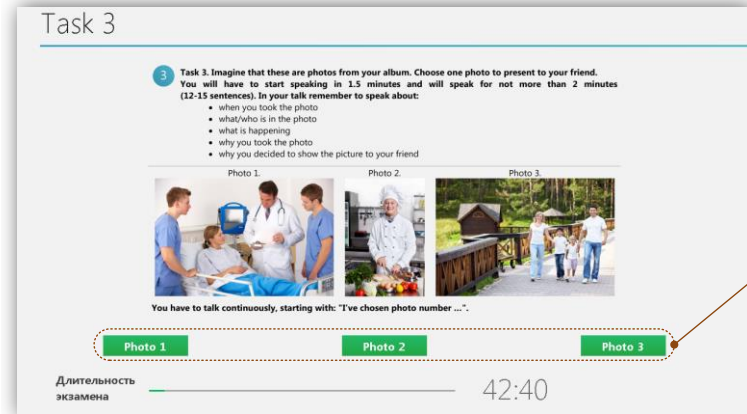 Task 3
3
Task 3. Imagine that these are photos from your album. Choose one photo to present to your friend.
You will have to start speaking in 1.5 minutes and will speak for not more than 2 minutes
(12-15 sentences). In your talk remember to speak about:
• when you took the photo
• what/who is in the photo
• what is happening
• why you took the photo
• why you decided to show the picture to your friend
Photo 1. Photo 2. Photo 3.
You have to talk continuously, starting with: "I've chosen photo number ...".
Photo 1 Photo 2 Photo 3
Длительность
экзамена
42:40